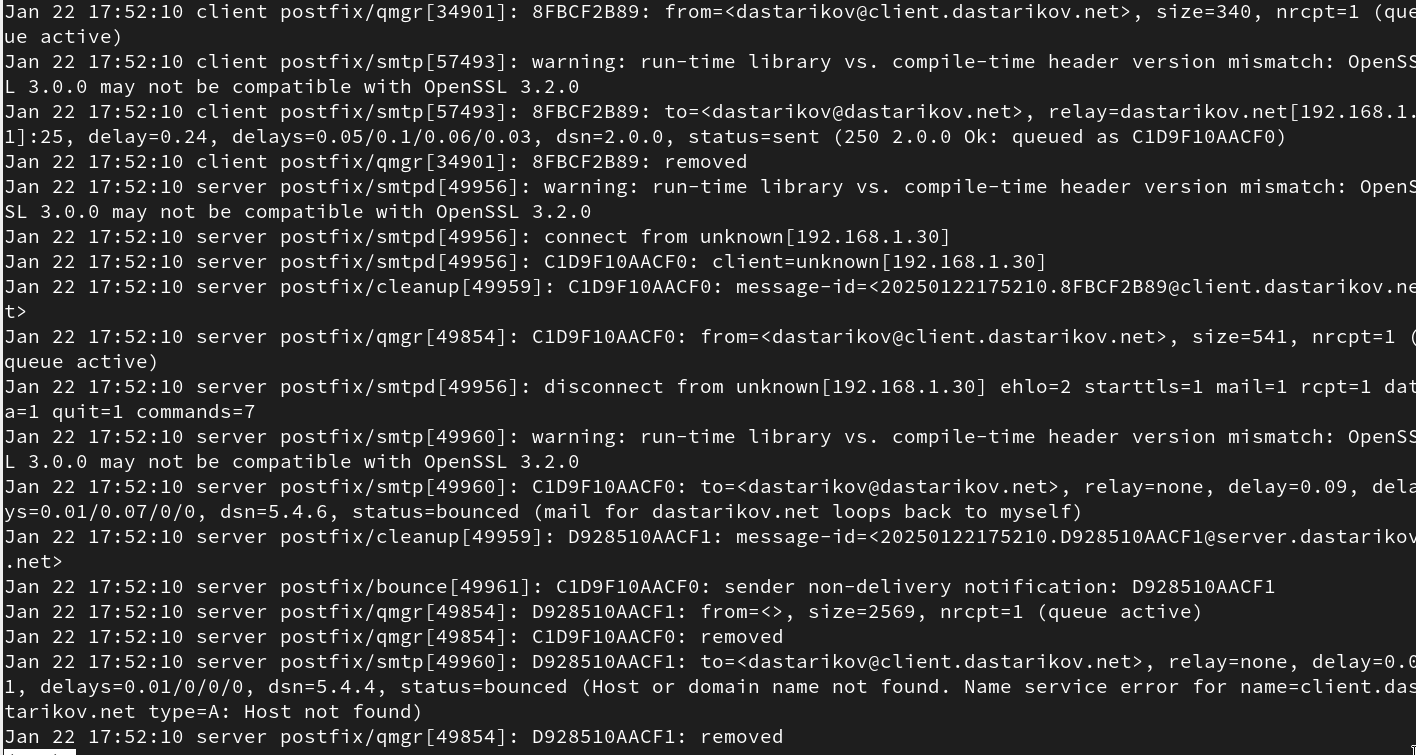 Jan 22 17:52:10 client postfix/qmgr[34901]: 8FBCF2B89: from=<dastarikov@client.dastarikov.net>, size=340, nrcpt=1 (que
ue active)
Jan 22 17:52:10 client postfix/smtp[57493]: warning: run-time library vs. compile-time header version mismatch: OpenSS
L 3.0.0 may not be compatible with OpenSSL 3.2.0
Jan 22 17:52:10 client postfix/smtp[57493]: 8FBCF2B89: to=<dastarikov@dastarikov.net>, relay=dastarikov.net[192.168.1.
1]:25, delay=0.24, delays=0.05/0.1/0.06/0.03, dsn=2.0.0, status=sent (250 2.0.0 Ok: queued as C1D9F10AACF0)
Jan 22 17:52:10 client postfix/qmgr[34901]: 8FBCF2B89: removed
Jan 22 17:52:10 server postfix/smtpd[49956]: warning: run-time library vs. compile-time header version mismatch: OpenS
SL 3.0.0 may not be compatible with OpenSSL 3.2.0
Jan 22 17:52:10 server postfix/smtpd[49956]: connect from unknown[192.168.1.30]
Jan 22 17:52:10 server postfix/smtpd[49956]: C1D9F10AACF0: client=unknown[192.168.1.30]
Jan 22 17:52:10 server postfix/cleanup[49959]: C1D9F10AACF0: message-id=<20250122175210.8FBCF2B89@client.dastarikov.ne
t>
Jan 22 17:52:10 server postfix/qmgr[49854]: C1D9F10AACF0: from=<dastarikov@client.dastarikov.net>, size=541, nrcpt=1 (
queue active)
Jan 22 17:52:10 server postfix/smtpd[49956]: disconnect from unknown[192.168.1.30] ehlo=2 starttls=1 mail=1 rcpt=1 dat
a=1 quit=1 commands=7
Jan 22 17:52:10 server postfix/smtp[49960]: warning: run-time library vs. compile-time header version mismatch: OpenSS
L 3.0.0 may not be compatible with OpenSSL 3.2.0
Jan 22 17:52:10 server postfix/smtp[49960]: C1D9F10AACF0: to=<dastarikov@dastarikov.net>, relay=none, delay=0.09, dela
ys=0.01/0.07/0/0, dsn=5.4.6, status=bounced (mail for dastarikov.net loops back to myself)
Jan 22 17:52:10 server postfix/cleanup[49959]: D928510AACF1: message-id=<20250122175210.D928510AACF1@server.dastarikov
.net>
Jan 22 17:52:10 server postfix/bounce[49961]: C1D9F10AACF0: sender non-delivery notification: D928510AACF1
Jan 22 17:52:10 server postfix/qmgr[49854]: D928510AACF1: from=<>, size=2569, nrcpt=1 (queue active)
Jan 22 17:52:10 server postfix/qmgr[49854]: C1D9F10AACF0: removed
Jan 22 17:52:10 server postfix/smtp[49960]: D928510AACF1: to=<dastarikov@client.dastarikov.net>, relay=none, delay=0.0
1, delays=0.01/0/0/0, dsn=5.4.4, status=bounced (Host or domain name not found. Name service error for name=client.das
tarikov.net type=A: Host not found)
Jan 22 17:52:10 server postfix/qmgr[49854]: D928510AACF1: removed